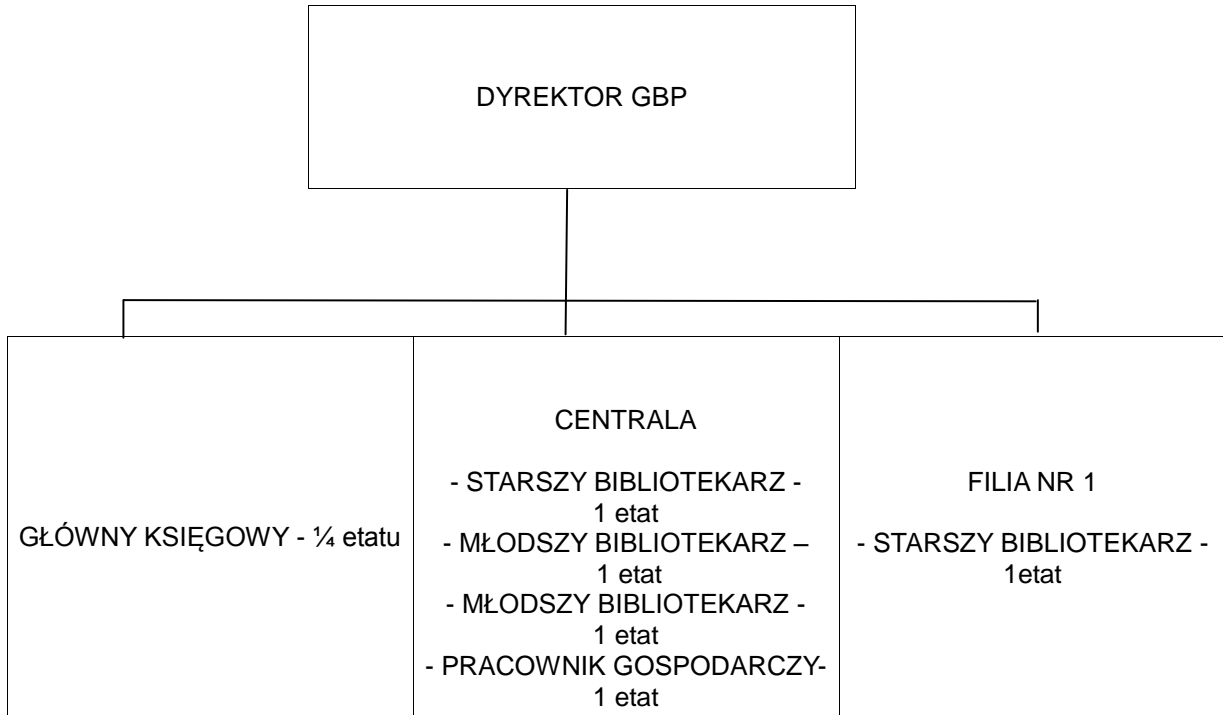 DYREKTOR GBP
GŁÓWNY KSIĘGOWY - ¼ etatu
CENTRALA
- STARSZY BIBLIOTEKARZ -
1 etat
- MŁODSZY BIBLIOTEKARZ –
1 etat
- MŁODSZY BIBLIOTEKARZ -
1 etat
- PRACOWNIK GOSPODARCZY-
1 etat
FILIA NR 1
- STARSZY BIBLIOTEKARZ -
1etat